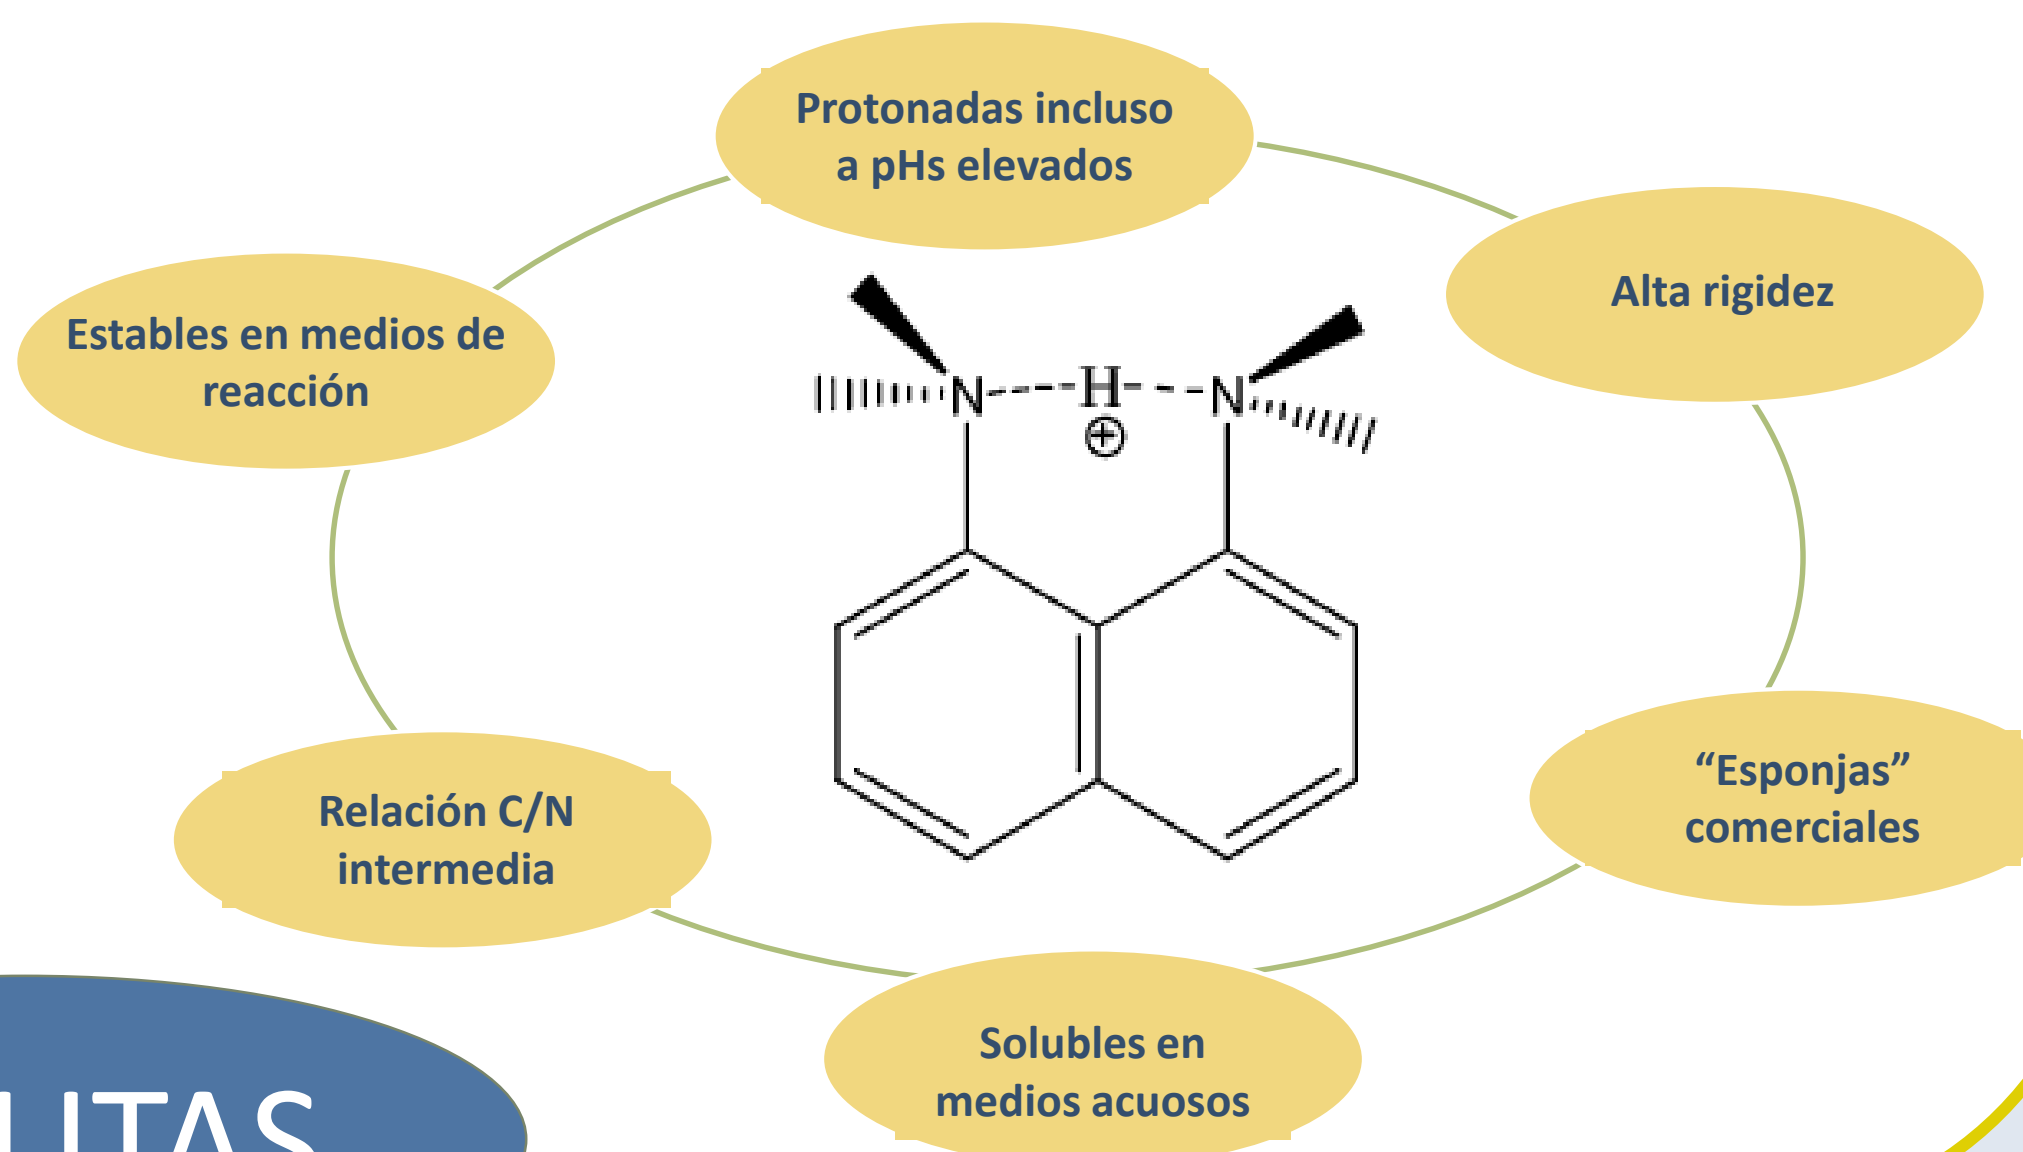 Protonadas incluso
a pHs elevados
Alta rigidez
Estables en medios de
reacción
N
H
N
⊕
“Esponjas”
comerciales
Relación C/N
intermedia
Solubles en
medios acuosos
LITAS